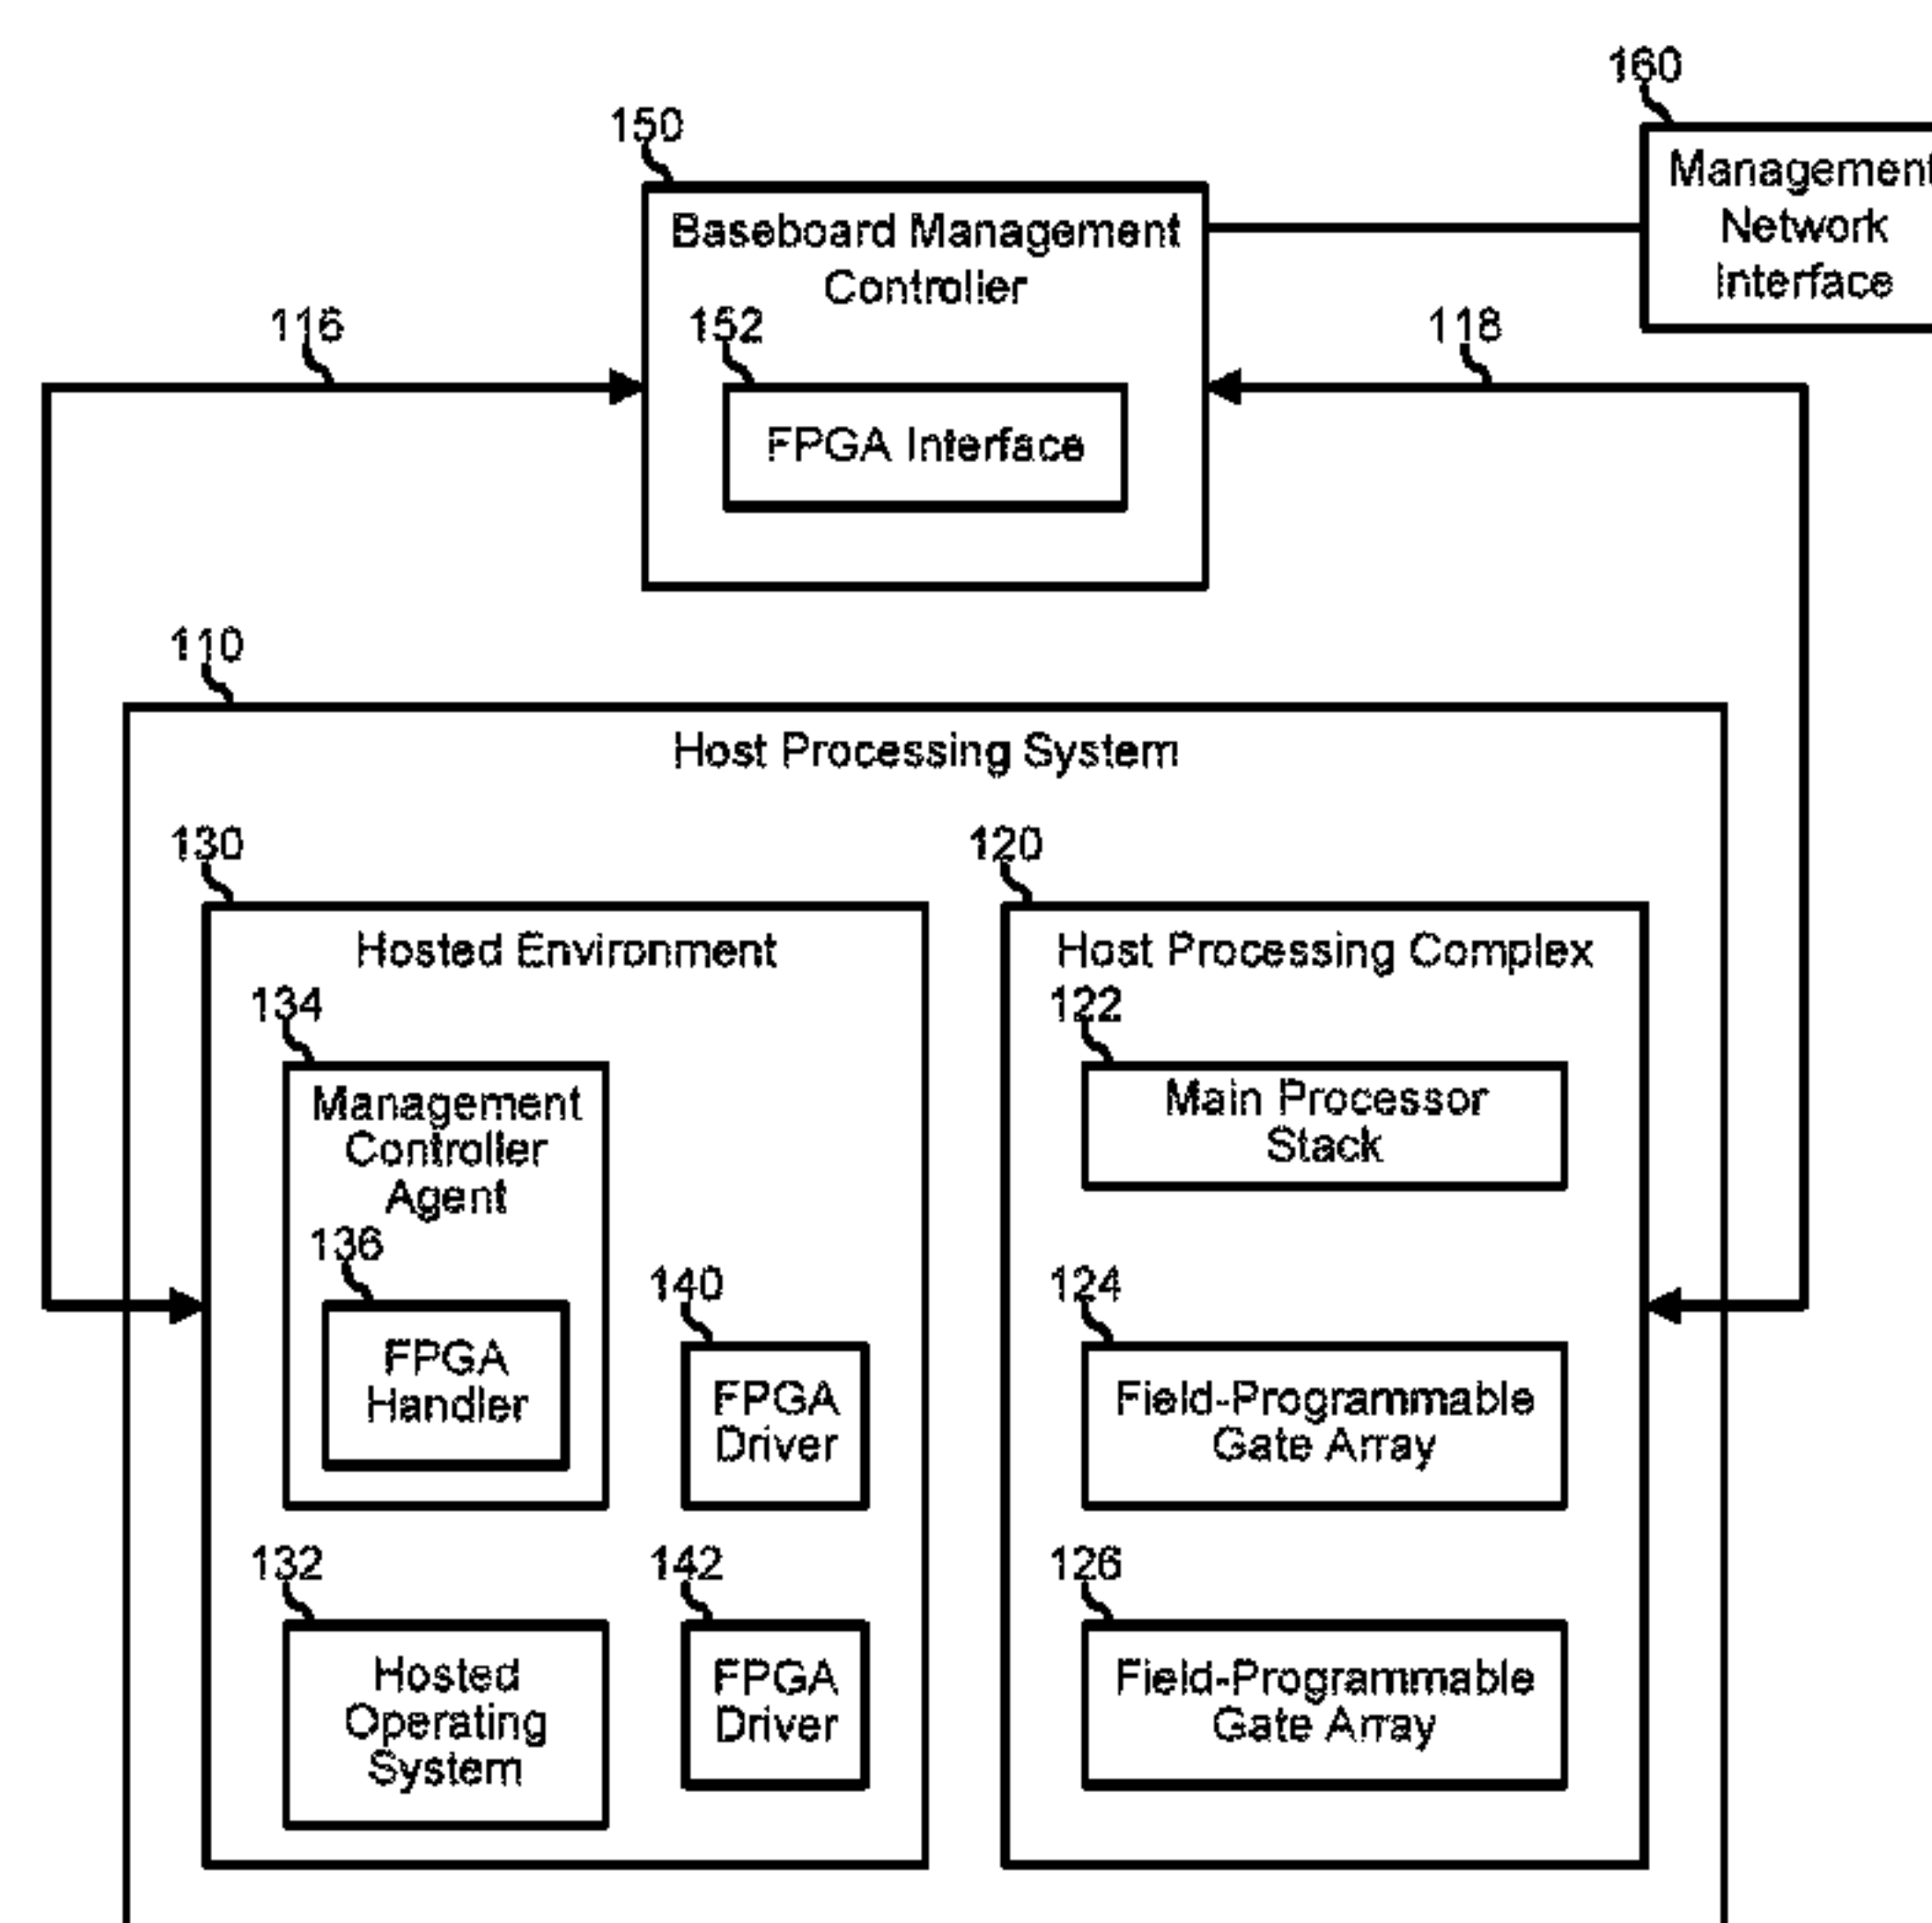 160
Management
Network
Interface
150
Baseboard Management
Controller
152
FPGA Interface
116
118
110
Host Processing System
130
Hosted Environment
134
Management
Controller
Agent
136
FPGA
Handler
140
FPGA
Driver
132
Hosted
Operating
System
142
FPGA
Driver
120
Host Processing Complex
122
Main Processor
Stack
124
Field-Programmable
Gate Array
126
Field-Programmable
Gate Array